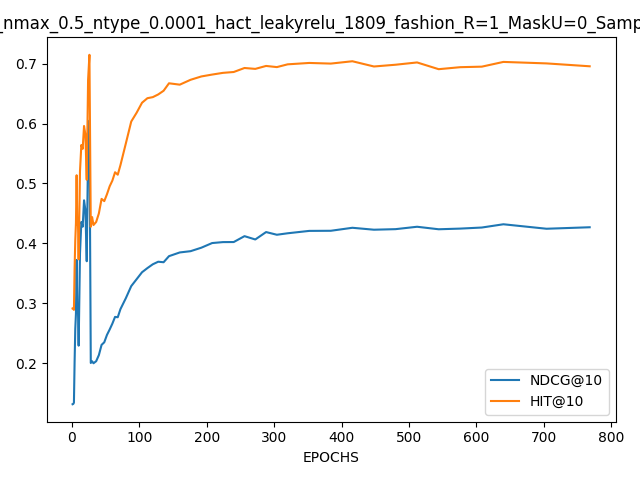 _nmax_0.5_ntype_0.0001_hact_leakyrelu_1809_fashion_R=1_MaskU=0_Samp
0.7
0.6
0.5
0.4
0.3
0.2
NDCG@10
HIT@10
0 100 200 300 400 500 600 700 800
EPOCHS